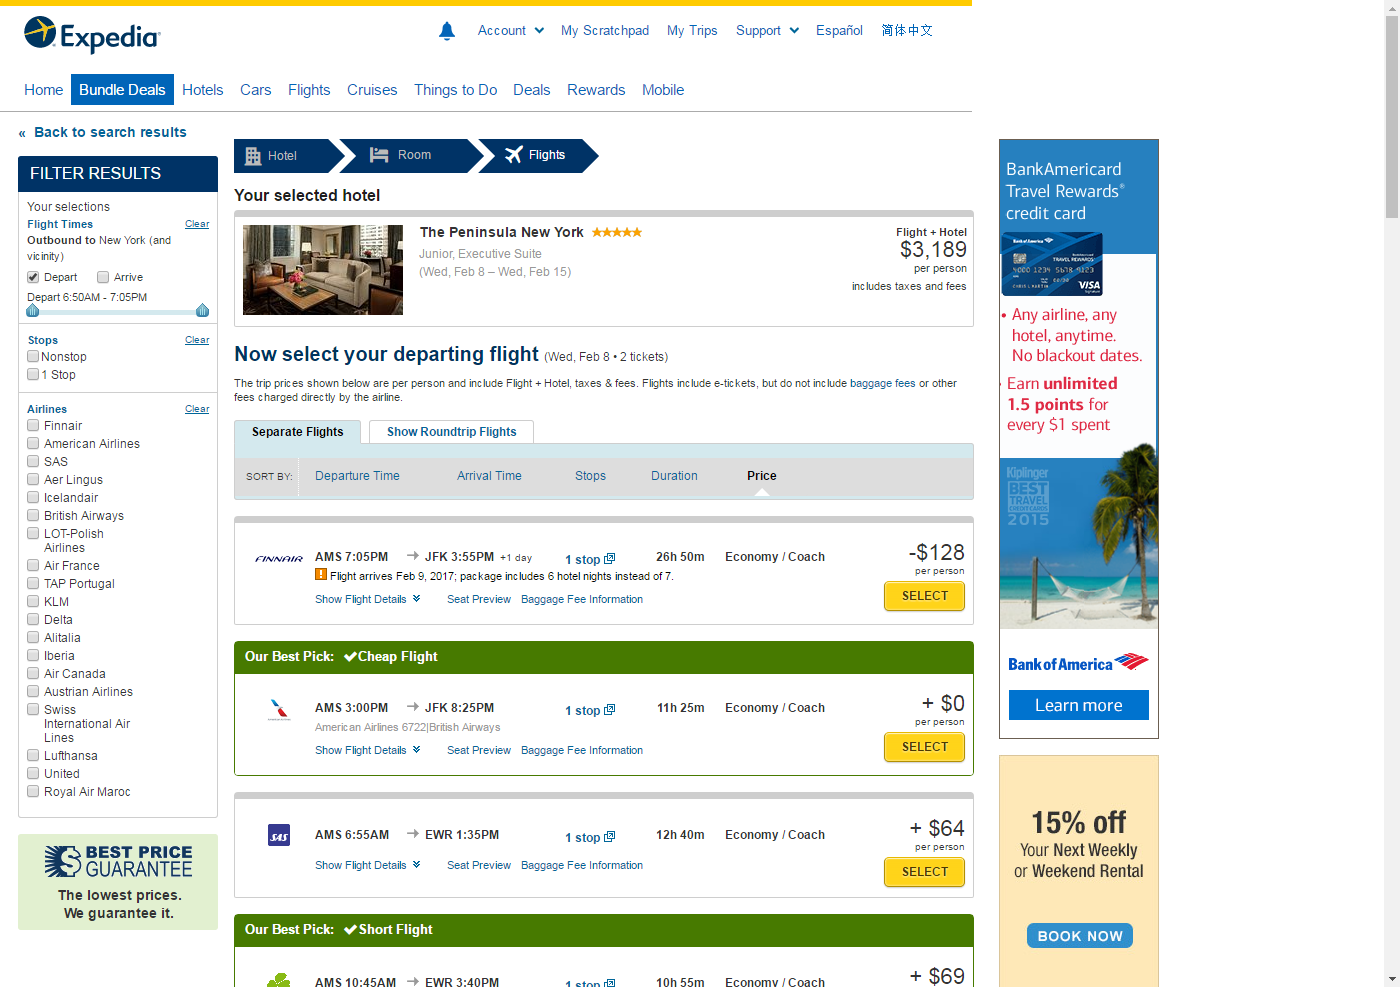 Expedia
Account
My Scratchpad
My Trips
Support
Español
简体中文
Home
Bundle Deals
Hotels
Cars
Flights
Cruises
Things to Do
Deals
Rewards
Mobile
« Back to search results
FILTER RESULTS
Your selections
Flight Times Clear
Outbound to New York (and
vicinity)
Depart Arrive
Depart 6:50AM - 7:05PM
Stops Clear
Nonstop
1 Stop
Airlines Clear
Finnair
American Airlines
SAS
Aer Lingus
Icelandair
British Airways
LOT-Polish
Airlines
Air France
TAP Portugal
KLM
Delta
Alitalia
Iberia
Air Canada
Austrian Airlines
Swiss
International Air
Lines
Lufthansa
United
Royal Air Maroc
BEST PRICE
GUARANTEE
The lowest prices.
We guarantee it.
Hotel
Room
Flights
Your selected hotel
The Peninsula New York
Junior, Executive Suite
(Wed, Feb 8 – Wed, Feb 15)
Flight + Hotel
$3,189
per person
includes taxes and fees
Now select your departing flight (Wed, Feb 8 • 2 tickets)
The trip prices shown below are per person and include Flight + Hotel, taxes & fees. Flights include e-tickets, but do not include baggage fees or other
fees charged directly by the airline.
Separate Flights
Show Roundtrip Flights
SORT BY: Departure Time Arrival Time Stops Duration Price
FINNAIR
AMS 7:05PM JFK 3:55PM +1 day 1 stop 26h 50m Economy / Coach -$128
per person
Flight arrives Feb 9, 2017; package includes 6 hotel nights instead of 7.
Show Flight Details Seat Preview Baggage Fee Information
SELECT
Our Best Pick: Cheap Flight
AMS 3:00PM JFK 8:25PM 1 stop 11h 25m Economy / Coach + $0
per person
American Airlines 6722|British Airways
Show Flight Details Seat Preview Baggage Fee Information
SELECT
SAS
AMS 6:55AM EWR 1:35PM 1 stop 12h 40m Economy / Coach + $64
per person
Show Flight Details Seat Preview Baggage Fee Information
SELECT
Our Best Pick: Short Flight
AMS 10:45AM EWR 3:40PM 1 stop 10h 55m Economy / Coach + $69
BankAmericard
Travel Rewards®
credit card
Bank of America
TRAVEL REWARDS
4000 1234 5678 9123
VISA
• Any airline, any
hotel, anytime.
No blackout dates.
• Earn unlimited
1.5 points for
every $1 spent
Kiplinger
BEST
TRAVEL
2015
Bank of America
Learn more
15% off
Your Next Weekly
or Weekend Rental
BOOK NOW